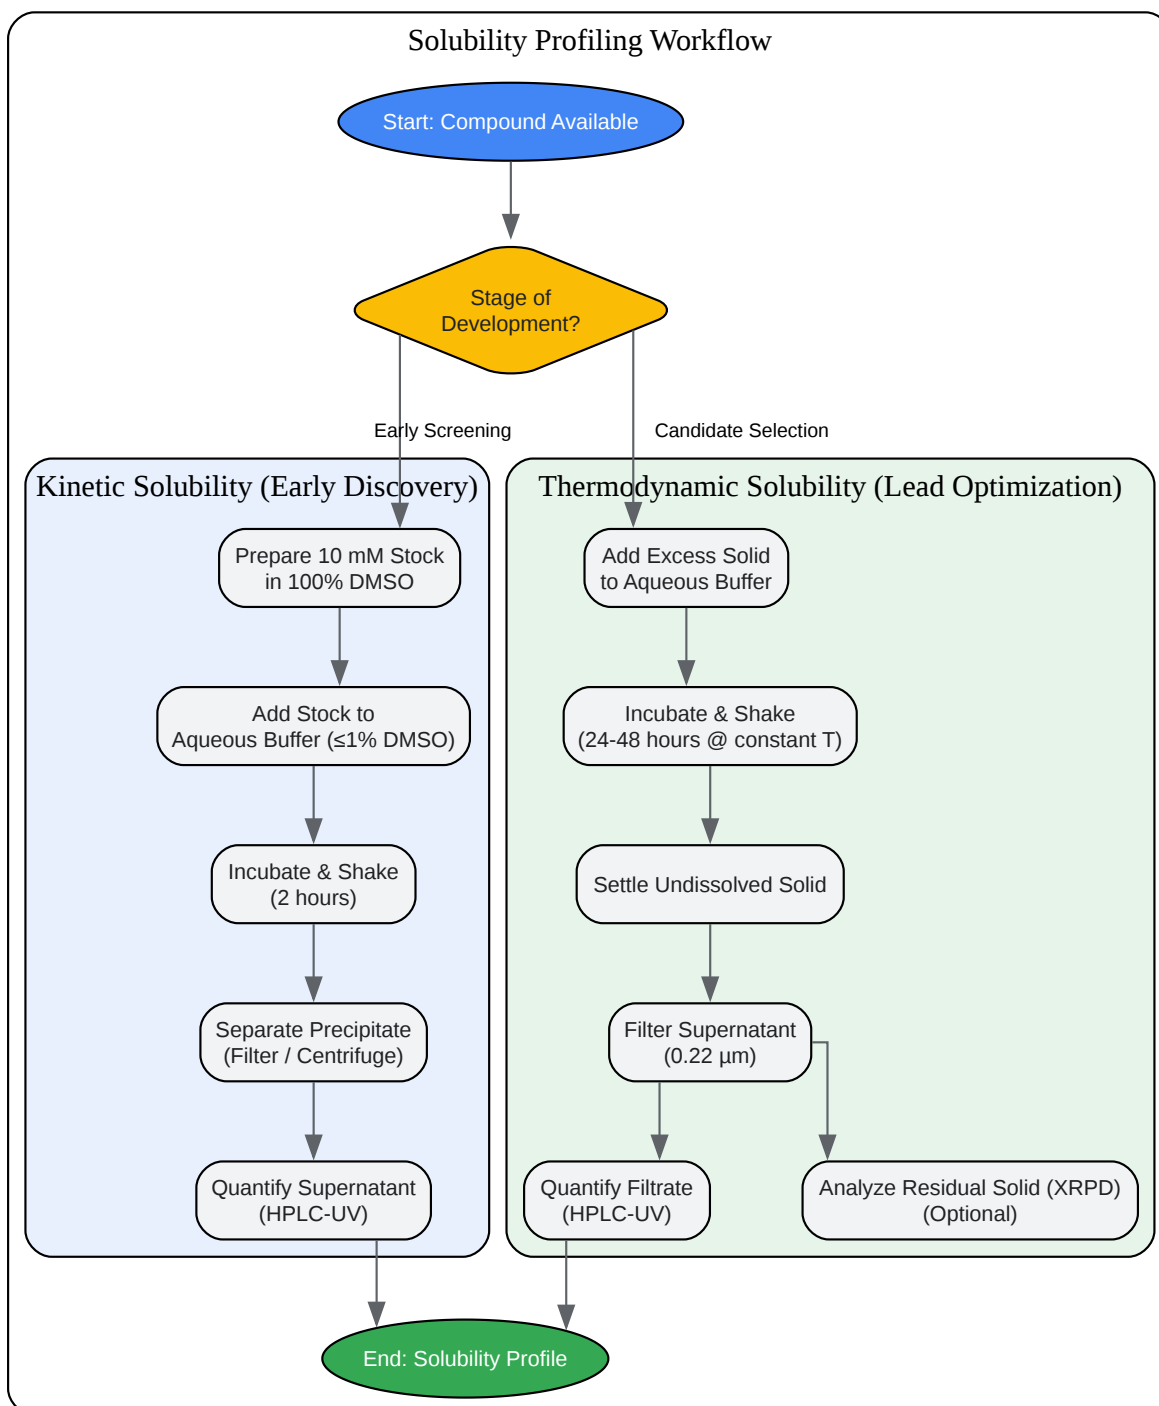 Solubility Profiling Workflow
Start: Compound Available
Stage of
Development?
Early Screening
Candidate Selection
Kinetic Solubility (Early Discovery)
Prepare 10 mM Stock
in 100% DMSO
Add Stock to
Aqueous Buffer (≤1% DMSO)
Incubate & Shake
(2 hours)
Separate Precipitate
(Filter / Centrifuge)
Quantify Supernatant
(HPLC-UV)
Thermodynamic Solubility (Lead Optimization)
Add Excess Solid
to Aqueous Buffer
Incubate & Shake
(24-48 hours @ constant T)
Settle Undissolved Solid
Filter Supernatant
(0.22 µm)
Quantify Filtrate
(HPLC-UV)
Analyze Residual Solid (XRPD)
(Optional)
End: Solubility Profile